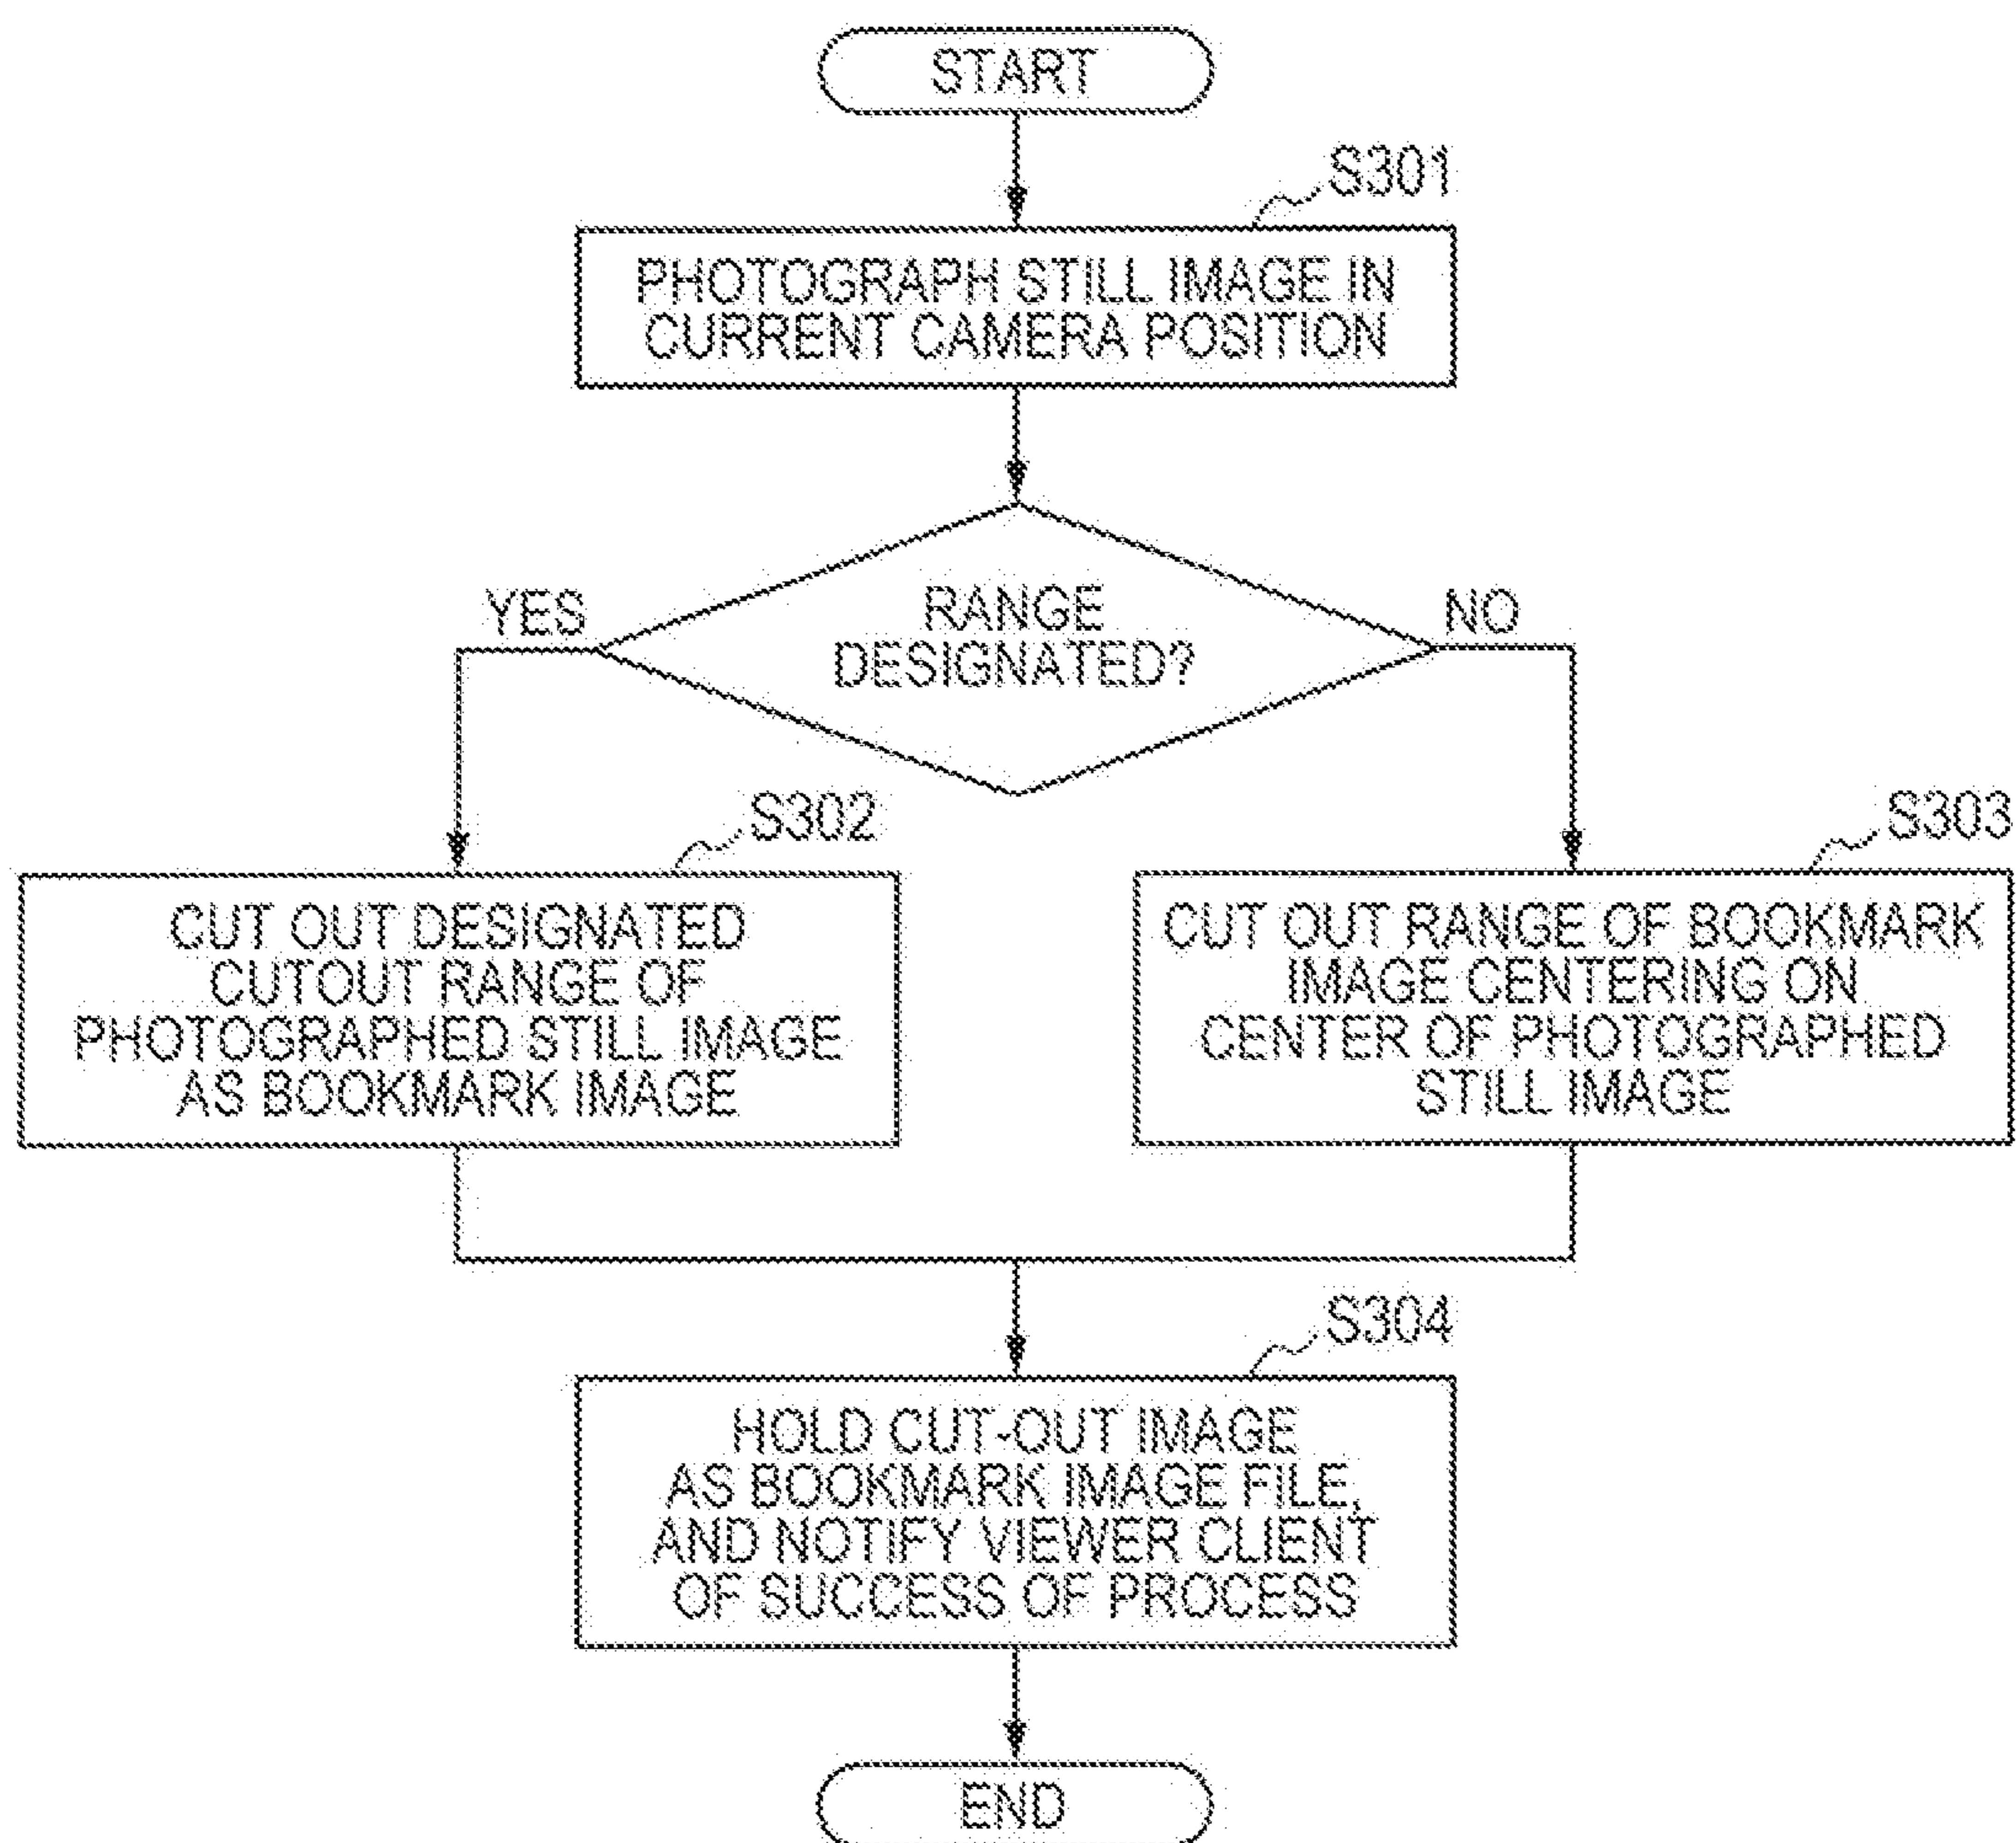 START
S301
PHOTOGRAPH STILL IMAGE IN
CURRENT CAMERA POSITION
YES
RANGE
DESIGNATED?
NO
S302
CUT OUT DESIGNATED
CUTOUT RANGE OF
PHOTOGRAPHED STILL IMAGE
AS BOOKMARK IMAGE
S303
CUT OUT RANGE OF BOOKMARK
IMAGE CENTERING ON
CENTER OF PHOTOGRAPHED
STILL IMAGE
S304
HOLD CUT-OUT IMAGE
AS BOOKMARK IMAGE FILE,
AND NOTIFY VIEWER CLIENT
OF SUCCESS OF PROCESS
END